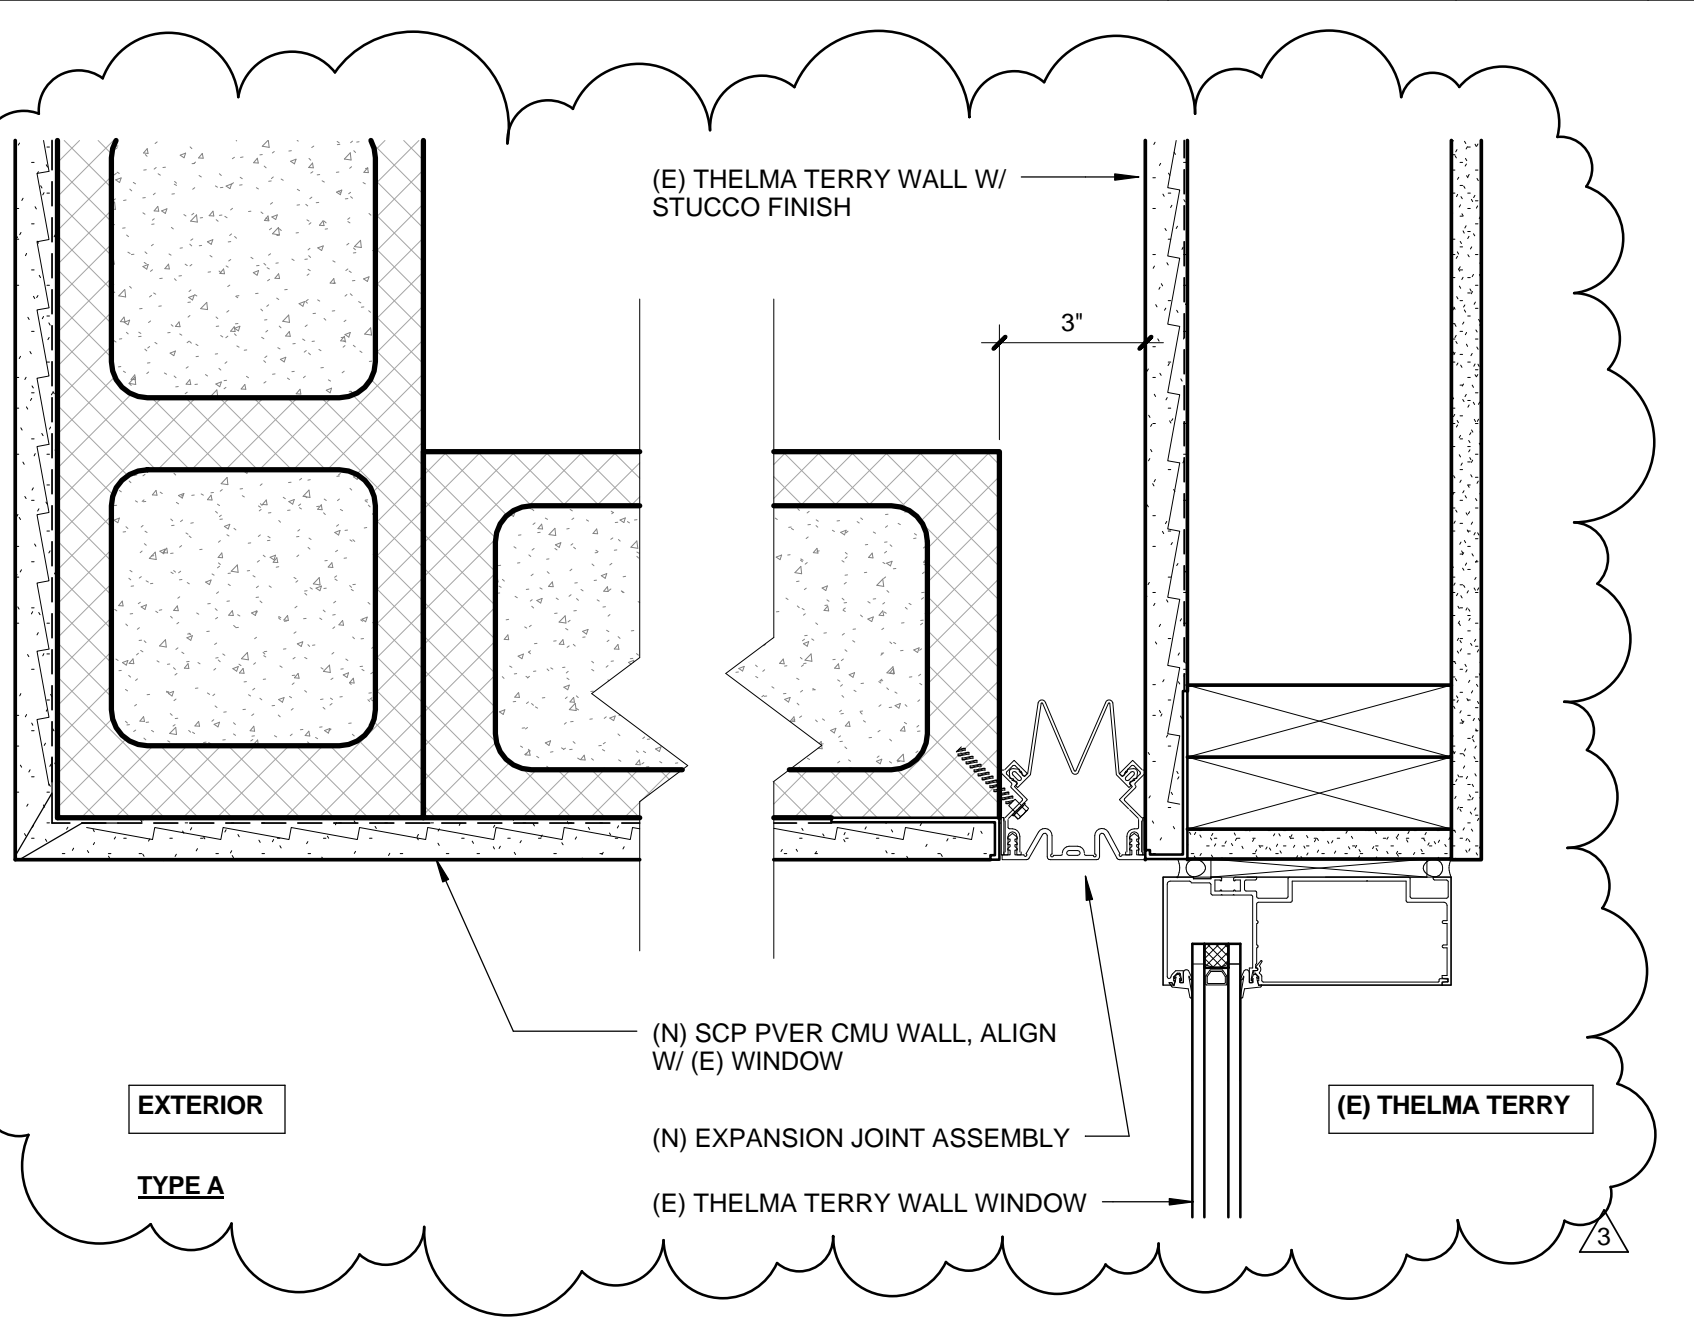 (E) THELMA TERRY WALL W/
STUCCO FINISH
3"
(N) SCP PVER CMU WALL, ALIGN
W/ (E) WINDOW
EXTERIOR
(E) THELMA TERRY
(N) EXPANSION JOINT ASSEMBLY
TYPE A
(E) THELMA TERRY WALL WINDOW
3